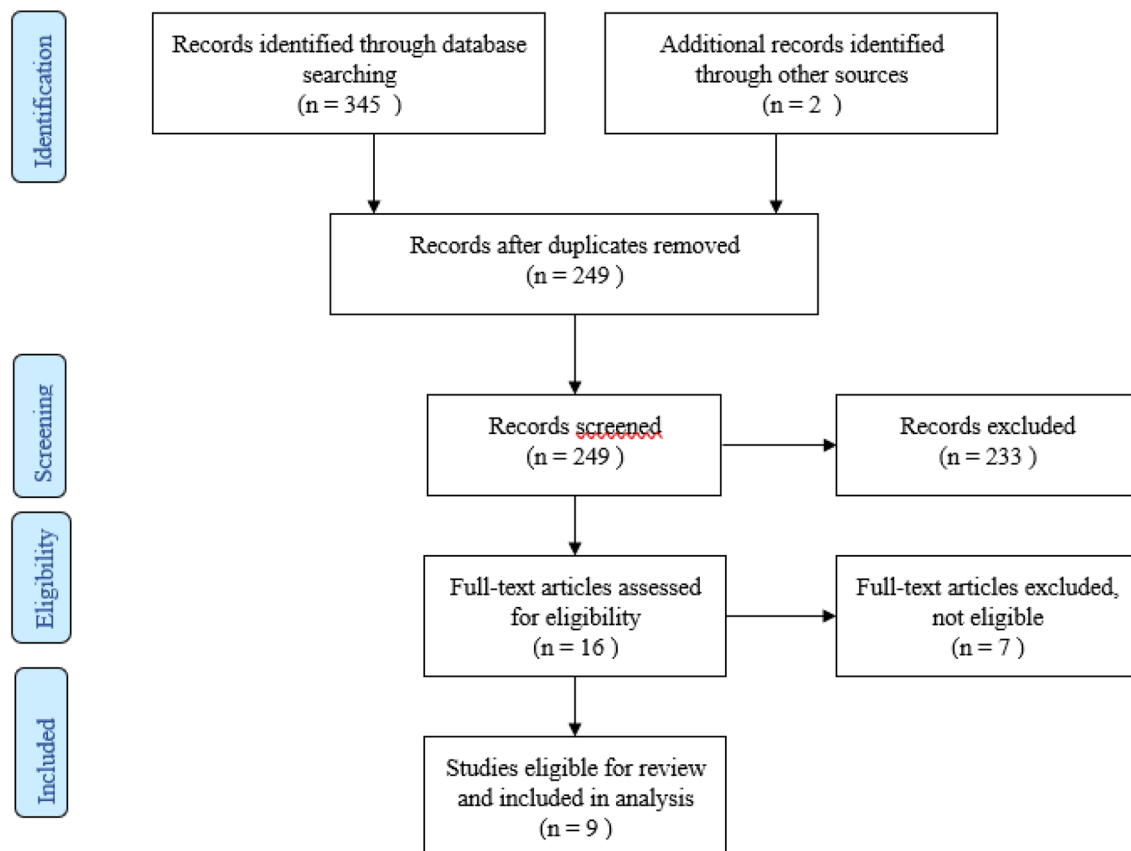 Identification
Records identified through database
searching
(n = 345  )
Additional records identified
through other sources
(n = 2  )
Records after duplicates removed
(n = 249 )
Screening
Records screened
(n = 249 )
Records excluded
(n = 233 )
Eligibility
Full-text articles assessed
for eligibility
(n = 16 )
Full-text articles excluded,
not eligible
(n = 7 )
Included
Studies eligible for review
and included in analysis
(n = 9 )